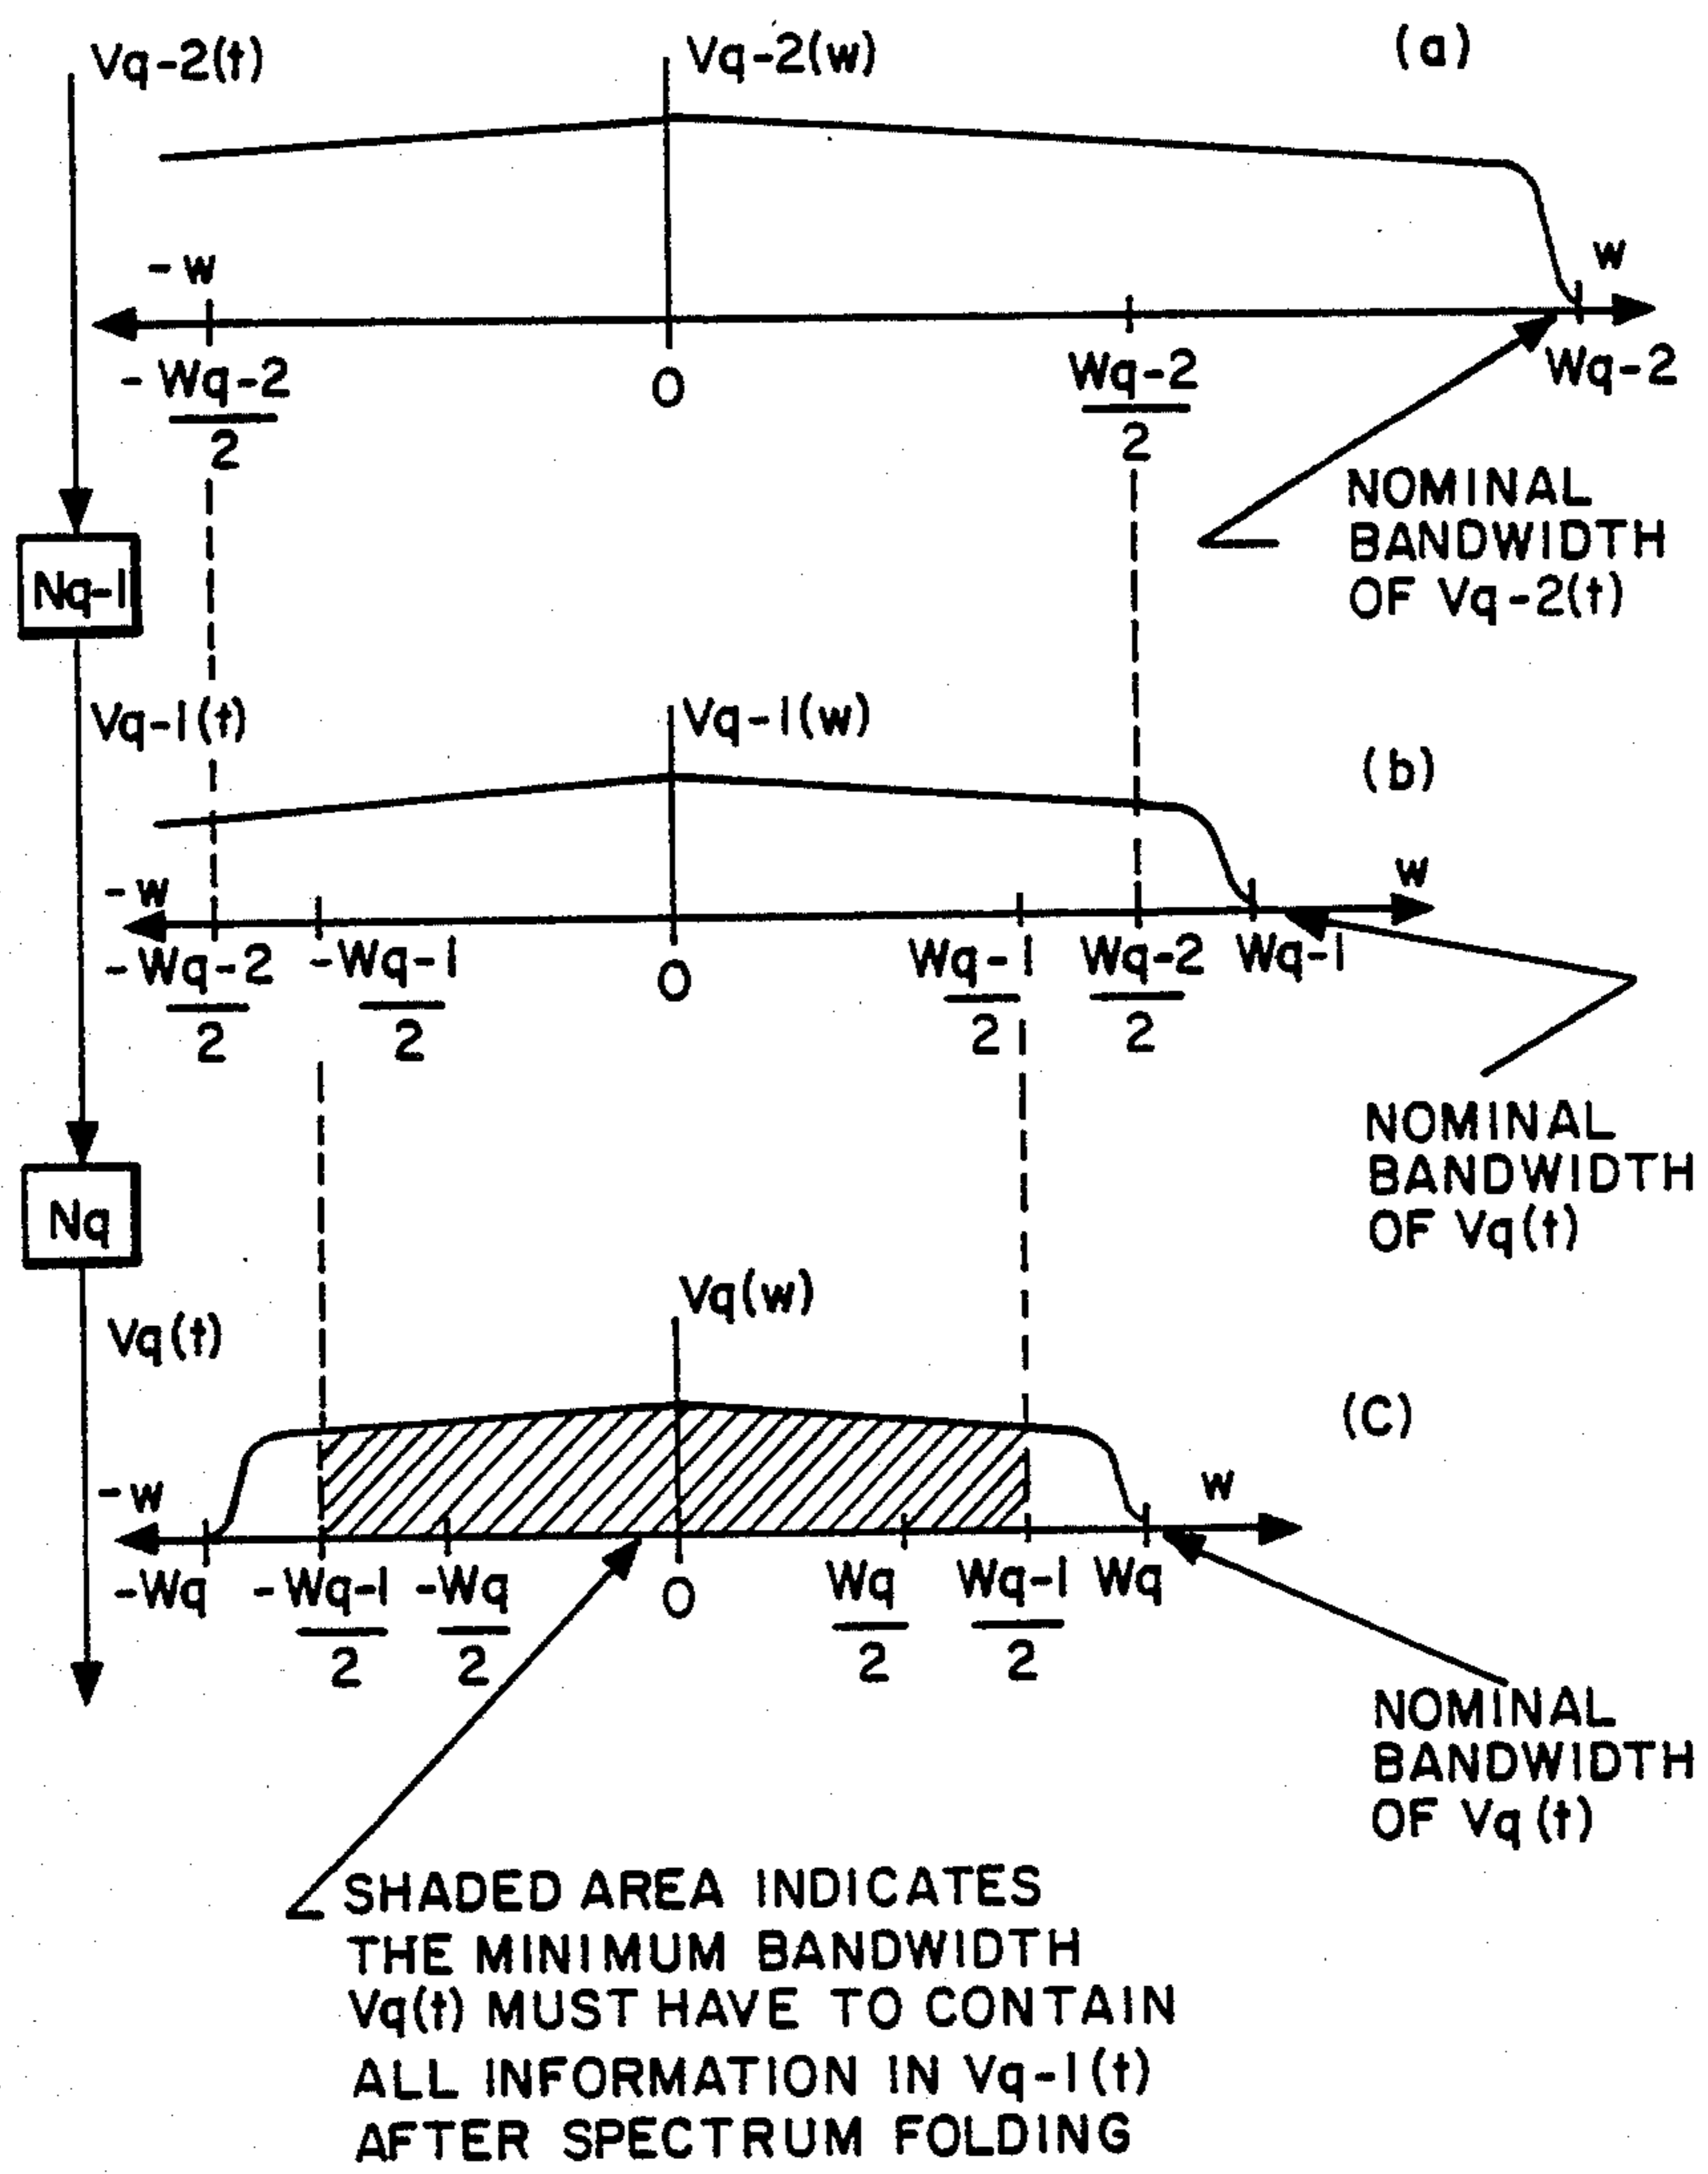 Vq-2(t)
Vq-2(w)
(a)
-w
w
-Wq-2
2
0
Wq-2
2
Wq-2
NOMINAL
BANDWIDTH
OF Vq-2(t)
Nq-1
Vq-1(t)
Vq-1(w)
(b)
-w
w
-Wq-2
2
-Wq-1
2
0
Wq-1
2
Wq-2
2
Wq-1
NOMINAL
BANDWIDTH
OF Vq(t)
Nq
Vq(t)
Vq(w)
(C)
-w
w
-Wq
-Wq-1
2
-Wq
2
0
Wq
2
Wq-1
2
Wq
NOMINAL
BANDWIDTH
OF Vq(t)
SHADED AREA INDICATES
THE MINIMUM BANDWIDTH
Vq(t) MUST HAVE TO CONTAIN
ALL INFORMATION IN Vq-1(t)
AFTER SPECTRUM FOLDING